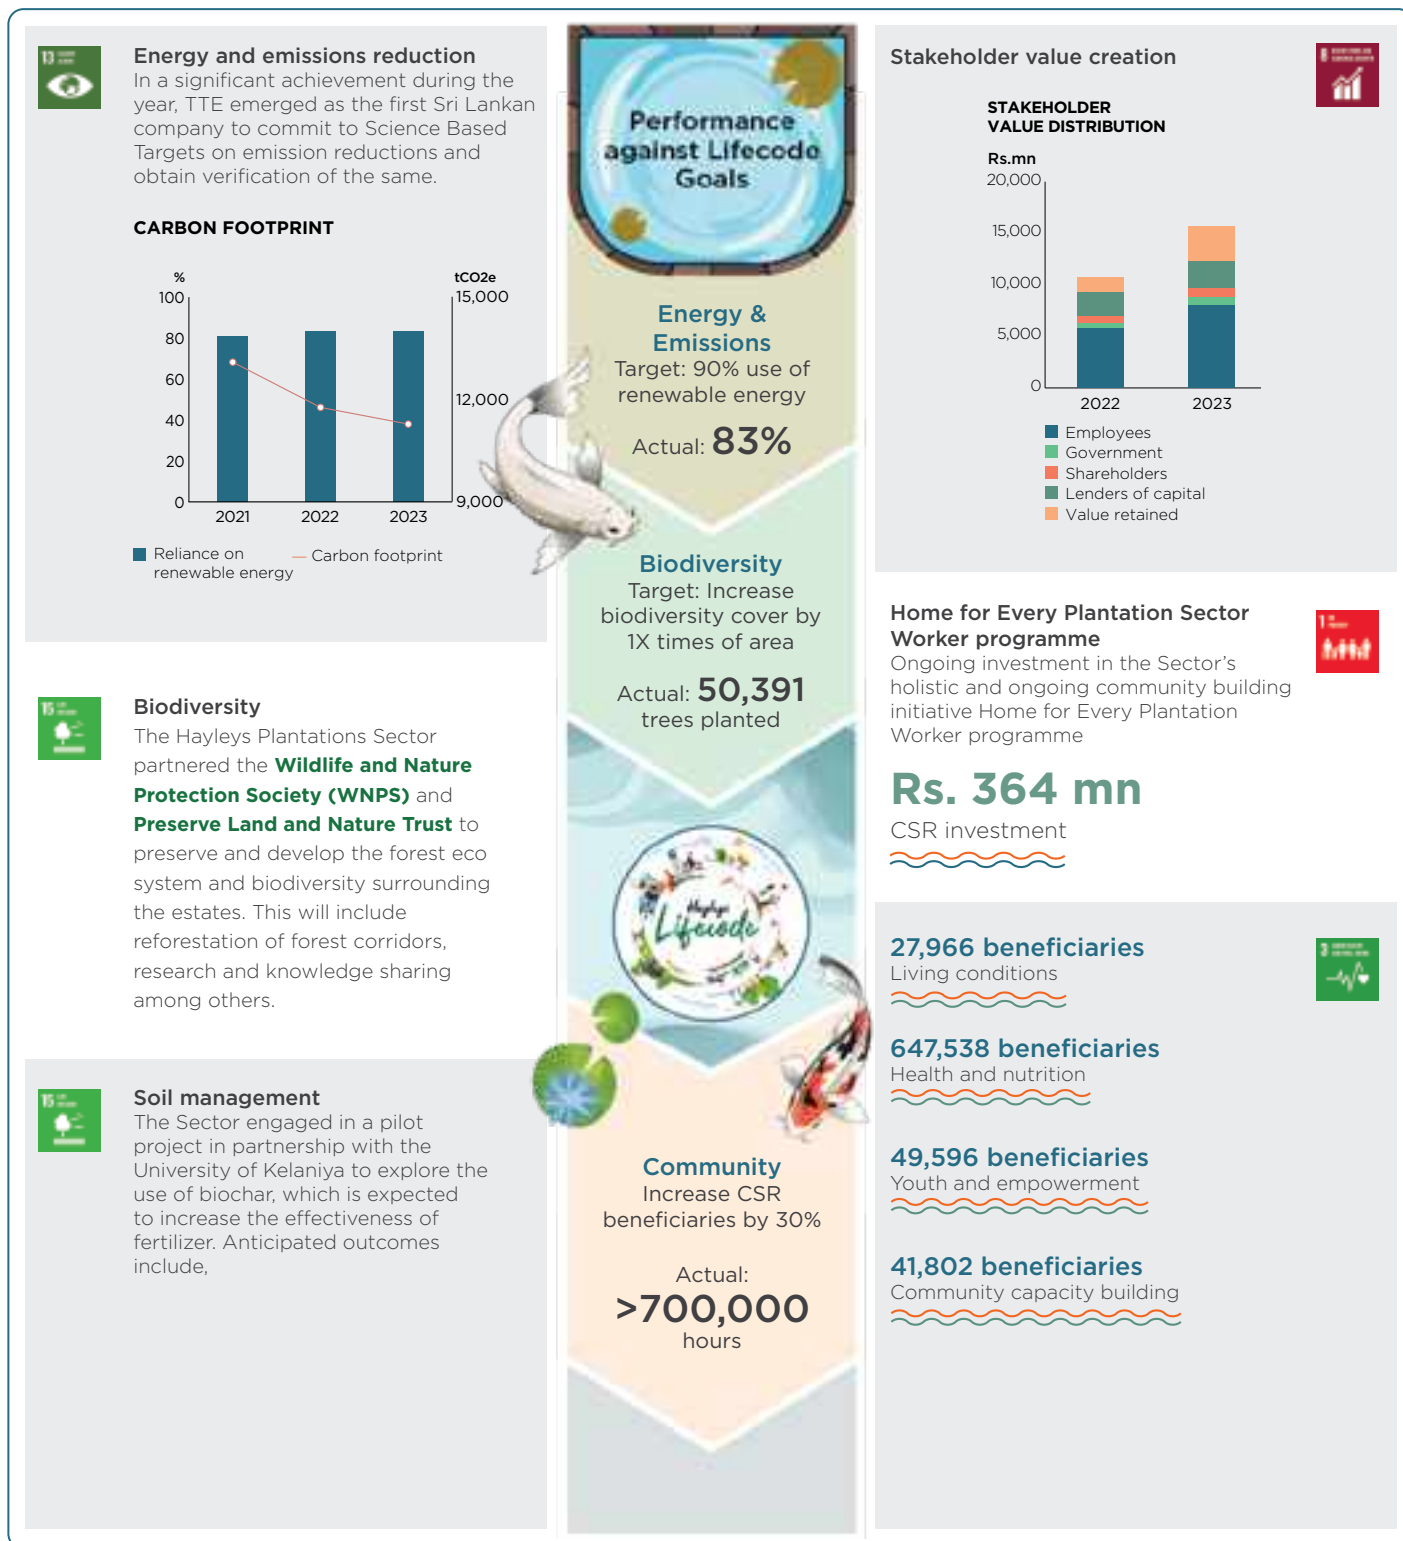 13
Energy and emissions reduction
In a significant achievement during the
year, TTE emerged as the first Sri Lankan
company to commit to Science Based
Targets on emission reductions and
obtain verification of the same.
CARBON FOOTPRINT
%
tCO2e
100
80
60
40
20
0
15,000
12,000
9,000
2021
2022
2023
Reliance on
renewable energy
Carbon footprint
15
Biodiversity
The Hayleys Plantations Sector
partnered the Wildlife and Nature
Protection Society (WNPS) and
Preserve Land and Nature Trust to
preserve and develop the forest eco
system and biodiversity surrounding
the estates. This will include
reforestation of forest corridors,
research and knowledge sharing
among others.
15
Soil management
The Sector engaged in a pilot
project in partnership with the
University of Kelaniya to explore the
use of biochar, which is expected
to increase the effectiveness of
fertilizer. Anticipated outcomes
include,
Performance
against Lifecode
Goals
Energy &
Emissions
Target: 90% use of
renewable energy
Actual: 83%
Biodiversity
Target: Increase
biodiversity cover by
1X times of area
Actual: 50,391
trees planted
Hayleys
Lifecode
Community
Increase CSR
beneficiaries by 30%
Actual:
>700,000
hours
Stakeholder value creation
8
STAKEHOLDER
VALUE DISTRIBUTION
Rs.mn
20,000
15,000
10,000
5,000
0
2022
2023
Employees
Government
Shareholders
Lenders of capital
Value retained
Home for Every Plantation Sector
Worker programme
1
Ongoing investment in the Sector's
holistic and ongoing community building
initiative Home for Every Plantation
Worker programme
Rs. 364 mn
CSR investment
27,966 beneficiaries
Living conditions
3
647,538 beneficiaries
Health and nutrition
49,596 beneficiaries
Youth and empowerment
41,802 beneficiaries
Community capacity building